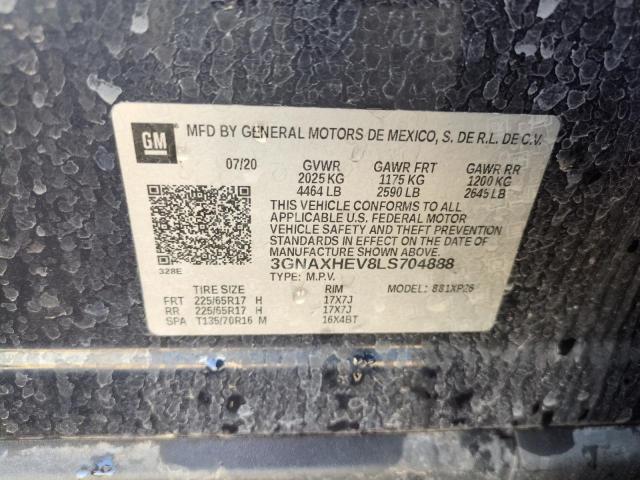 GM
MFD BY GENERAL MOTORS DE MEXICO, S. DE R.L. DE C.V.
07/20 GVWR GAWR FRT GAWR RR
2025 KG 1175 KG 1200 KG
4464 LB 2590 LB 2645 LB
THIS VEHICLE CONFORMS TO ALL
APPLICABLE U.S. FEDERAL MOTOR
VEHICLE SAFETY AND THEFT PREVENTION
STANDARDS IN EFFECT ON THE DATE OF
MANUFACTURE SHOWN ABOVE.
3GNAXHEV8LS704888
328E TYPE: M.P.V. MODEL: 881XP26
TIRE SIZE RIM
FRT 225/65R17 H 17X7J
RR 225/65R17 H 17X7J
SPA T135/70R16 M 16X4BT